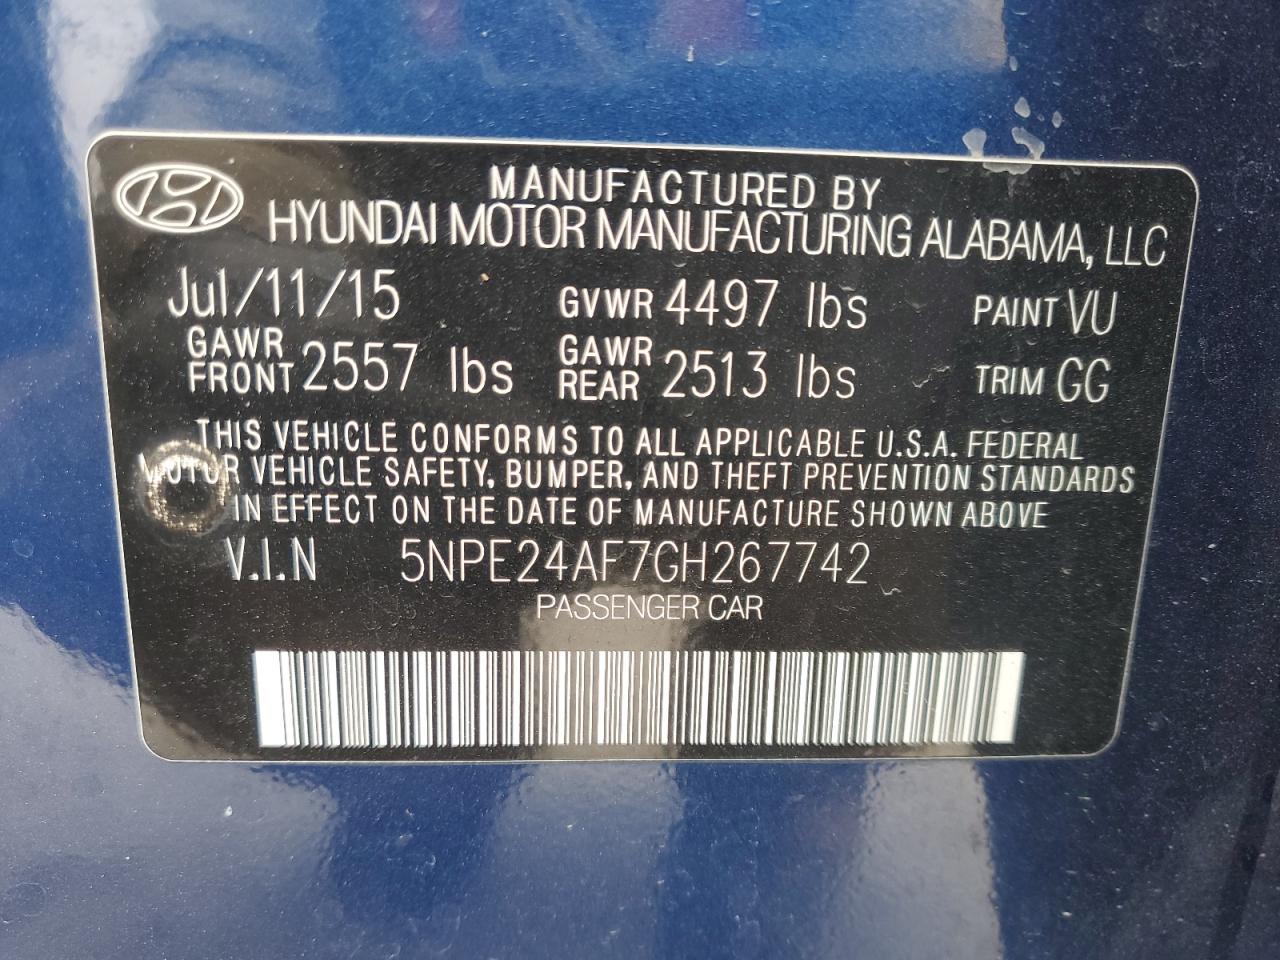 MANUFACTURED BY
HYUNDAI MOTOR MANUFACTURING ALABAMA, LLC
Jul/11/15 GVWR 4497 lbs PAINT VU
GAWR FRONT 2557 lbs GAWR REAR 2513 lbs TRIM GG
THIS VEHICLE CONFORMS TO ALL APPLICABLE U.S.A. FEDERAL
MOTOR VEHICLE SAFETY, BUMPER, AND THEFT PREVENTION STANDARDS
IN EFFECT ON THE DATE OF MANUFACTURE SHOWN ABOVE
V.I.N 5NPE24AF7GH267742
PASSENGER CAR